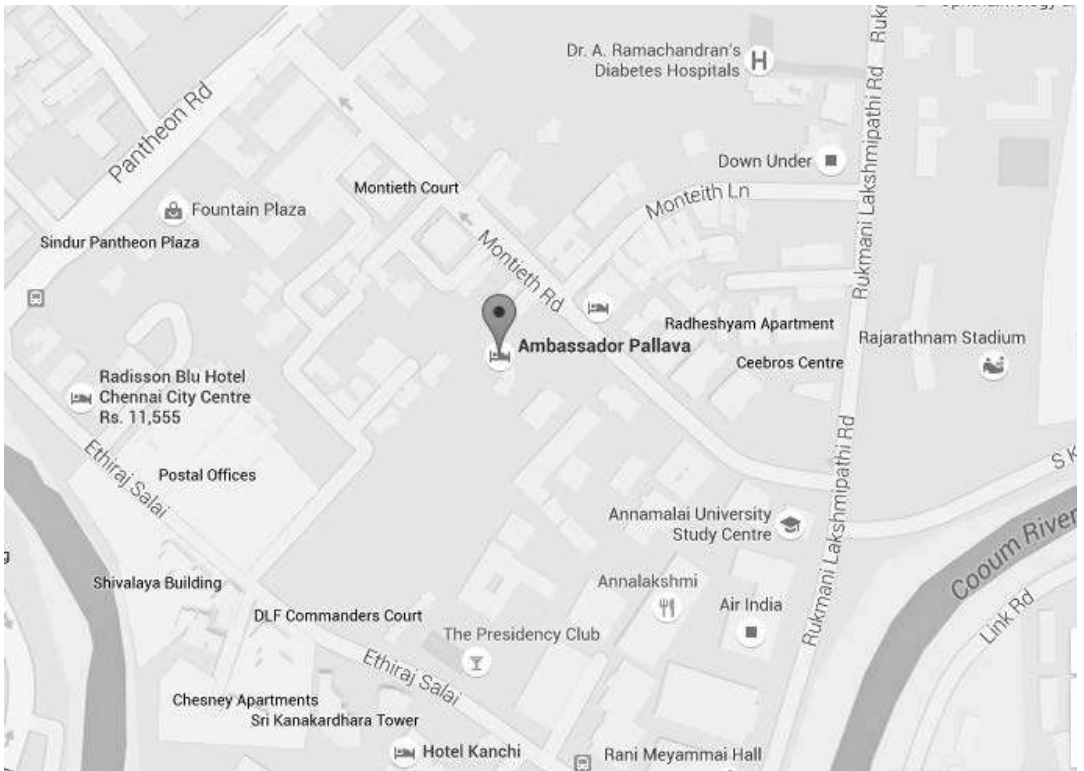 Dr. A. Ramachandran's
Diabetes Hospitals
H
Pantheon Rd
Down Under
Montieth Court
Monteith Ln
Fountain Plaza
Sindur Pantheon Plaza
Montieth Rd
Rukmani Lakshmipathi Rd
Radheshyam Apartment
Ambassador Pallava
Ceebros Centre
Rajarathnam Stadium
Radisson Blu Hotel
Chennai City Centre
Rs. 11,555
Ethiraj Salai
Postal Offices
Rukmani Lakshmipathi Rd
Annamalai University
Study Centre
Cooum River
Shivalaya Building
Annalakshmi
Air India
Link Rd
DLF Commanders Court
The Presidency Club
Ethiraj Salai
Chesney Apartments
Sri Kanakardhara Tower
Hotel Kanchi
Rani Meyammai Hall